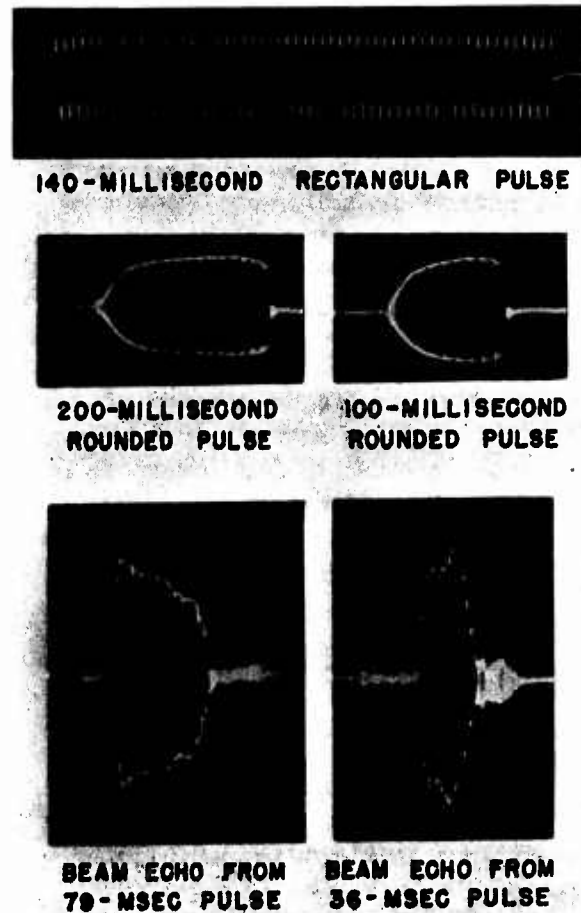 140-MILLISECOND RECTANGULAR PULSE
200-MILLISECOND
ROUNDED PULSE
100-MILLISECOND
ROUNDED PULSE
BEAM ECHO FROM
79-MSEC PULSE
BEAM ECHO FROM
36-MSEC PULSE